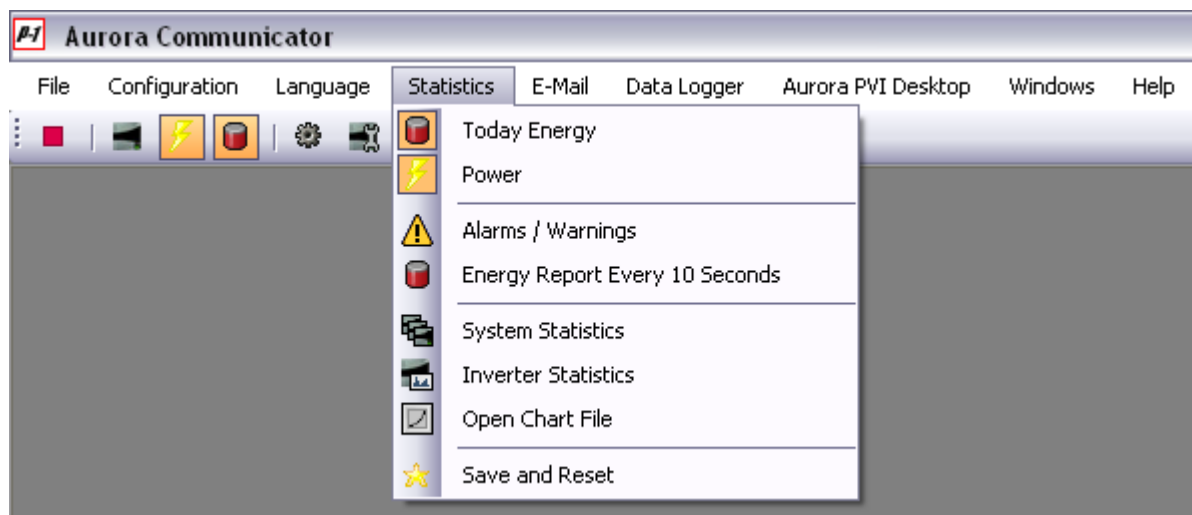 P-1 Aurora Communicator
File Configuration Language Statistics E-Mail Data Logger Aurora PVI Desktop Windows Help
Today Energy
Power
Alarms / Warnings
Energy Report Every 10 Seconds
System Statistics
Inverter Statistics
Open Chart File
Save and Reset